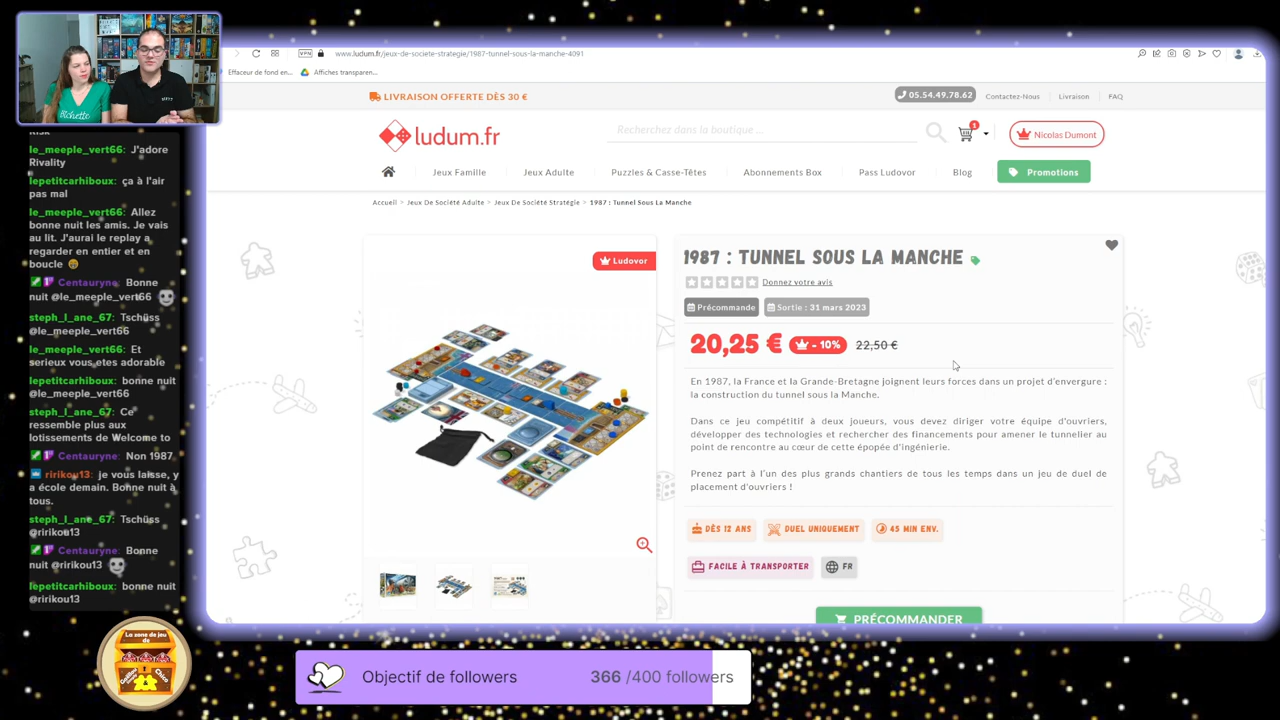 www.ludum.fr/jeux-de-societe-strategie/1987-tunnel-sous-la-manche-4091
VPN
Effaceur de fond en...
Affiches transparen...
LIVRAISON OFFERTE DÈS 30 €
05.54.49.78.62
Contactez-Nous
Livraison
FAQ
ludum.fr
Recherchez dans la boutique ...
1
Nicolas Dumont
Jeux Famille
Jeux Adulte
Puzzles & Casse-Têtes
Abonnements Box
Pass Ludovor
Blog
Promotions
Accueil > Jeux De Société Adulte > Jeux De Société Stratégie > 1987 : Tunnel Sous La Manche
Ludovor
1987 : TUNNEL SOUS LA MANCHE
Donnez votre avis
Précommande
Sortie : 31 mars 2023
20,25 €
- 10%
22,50 €
En 1987, la France et la Grande-Bretagne joignent leurs forces dans un projet d'envergure :
la construction du tunnel sous la Manche.
Dans ce jeu compétitif à deux joueurs, vous devez diriger votre équipe d'ouvriers,
développer des technologies et rechercher des financements pour amener le tunnelier au
point de rencontre au cœur de cette épopée d'ingénierie.
Prenez part à l'un des plus grands chantiers de tous les temps dans un jeu de duel de
placement d'ouvriers !
DÈS 12 ANS
DUEL UNIQUEMENT
45 MIN ENV.
FACILE À TRANSPORTER
FR
PRÉCOMMANDER
Bichette
Risk
le_meeple_vert66: J'adore
Rivality
lepetitcarhiboux: ça à l'air
pas mal
le_meeple_vert66: Allez
bonne nuit les amis. Je vais
au lit. J'aurai le replay a
regarder en entier et en
boucle
Centauryne: Bonne
nuit @le_meeple_vert66
steph_l_ane_67: Tschüss
@le_meeple_vert66
le_meeple_vert66: Et
serieux vous etes adorable
lepetitcarhiboux: bonne nuit
@le_meeple_vert66
steph_l_ane_67: Ce
ressemble plus aux
lotissements de Welcome to
Centauryne: Non 1987
ririkou13: je vous laisse, y
a école demain. Bonne nuit à
tous.
steph_l_ane_67: Tschüss
@ririkou13
Centauryne: Bonne
nuit @ririkou13
lepetitcarhiboux: bonne nuit
@ririkou13
La zone de jeu
de
Chico
Objectif de followers
366 /400 followers